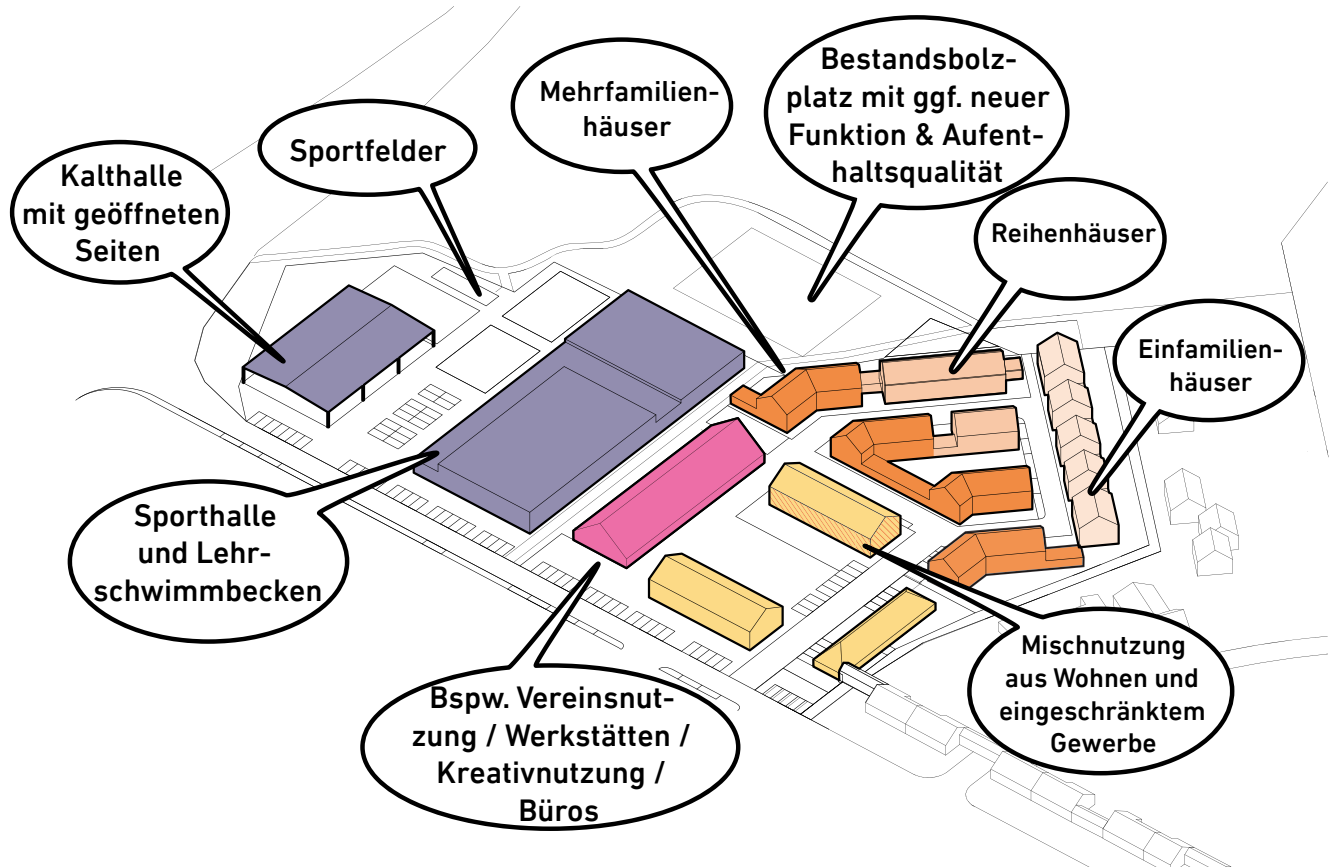 Kalthalle
mit geöffneten
Seiten
Sportfelder
Mehrfamilien-
häuser
Bestandsbolz-
platz mit ggf. neuer
Funktion & Aufent-
haltsqualität
Reihenhäuser
Einfamilien-
häuser
Sporthalle
und Lehr-
schwimmbecken
Bspw. Vereinsnut-
zung / Werkstätten /
Kreativnutzung /
Büros
Mischnutzung
aus Wohnen und
eingeschränktem
Gewerbe